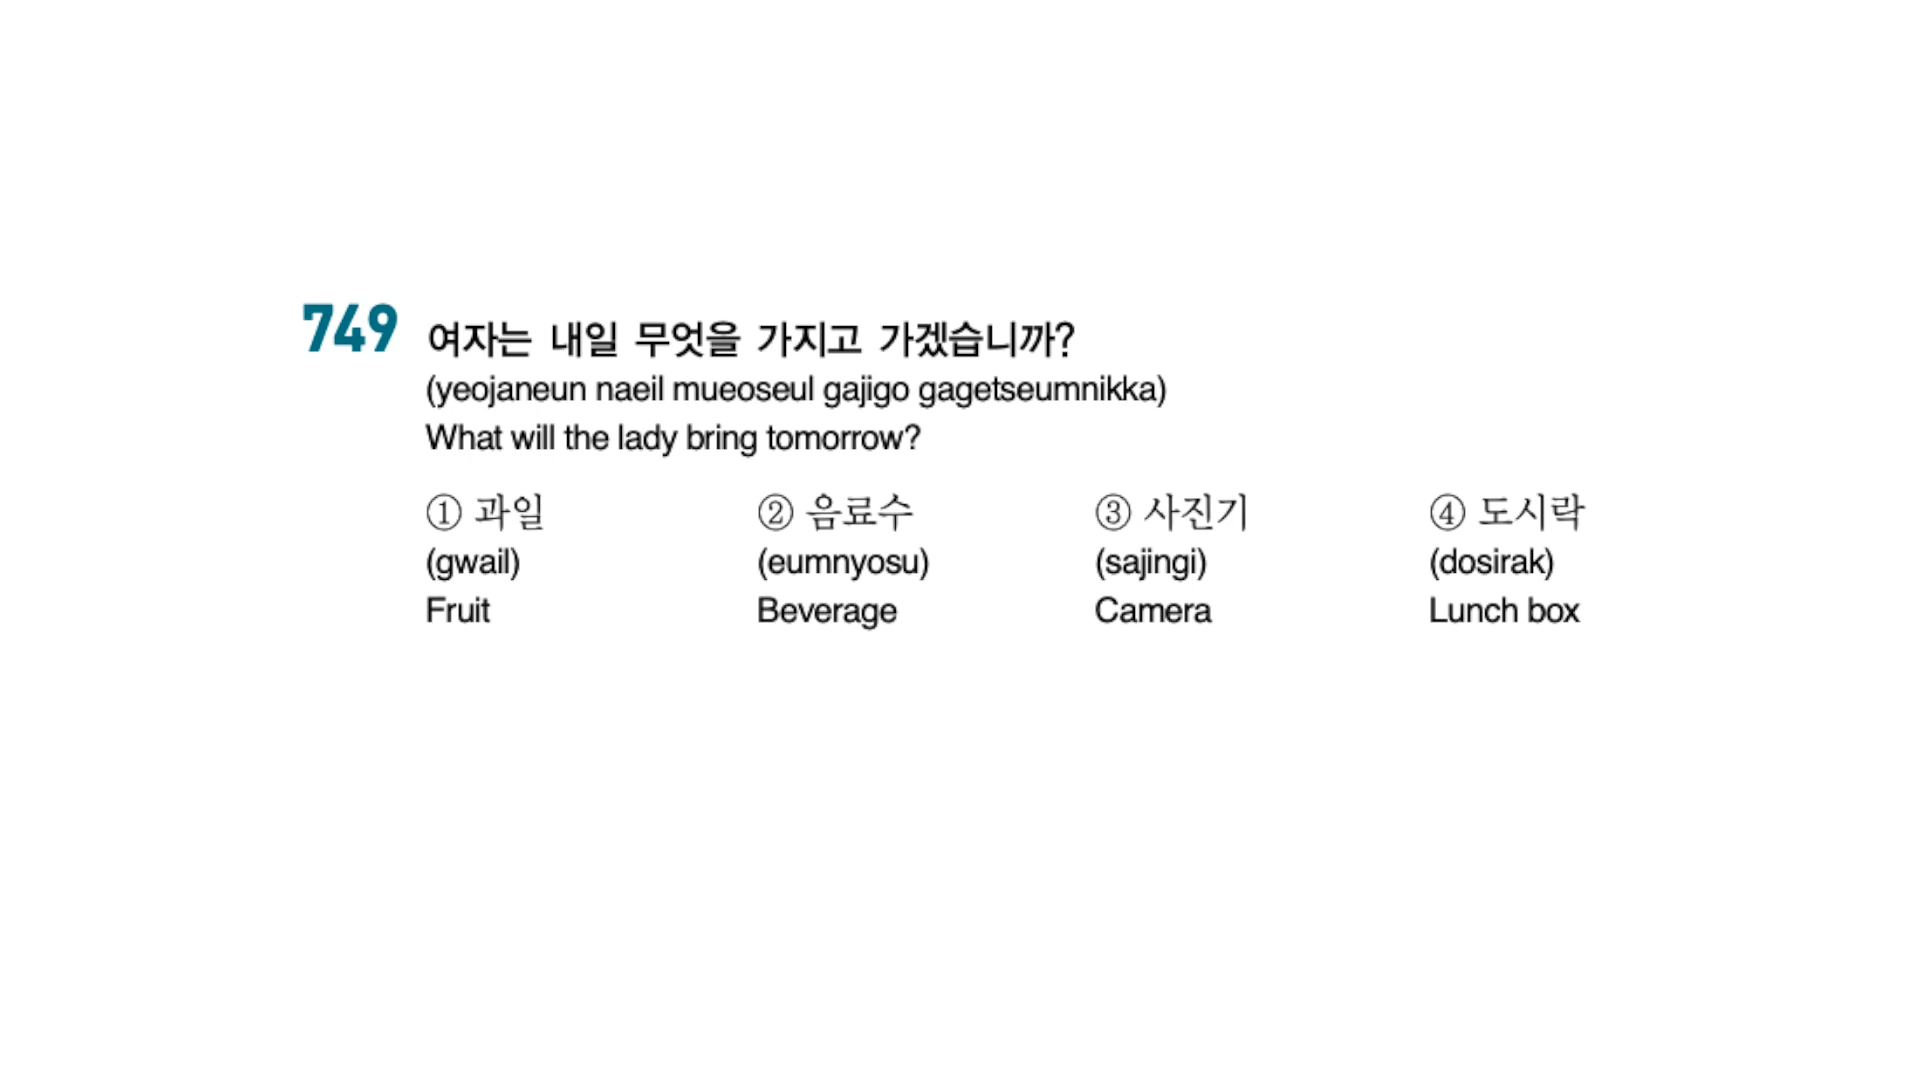 749 여자는 내일 무엇을 가지고 가겠습니까?
(yeojaneun naeil mueoseul gajigo gagetseumnikka)
What will the lady bring tomorrow?
① 과일 ② 음료수 ③ 사진기 ④ 도시락
(gwail) (eumnyosu) (sajingi) (dosirak)
Fruit Beverage Camera Lunch box